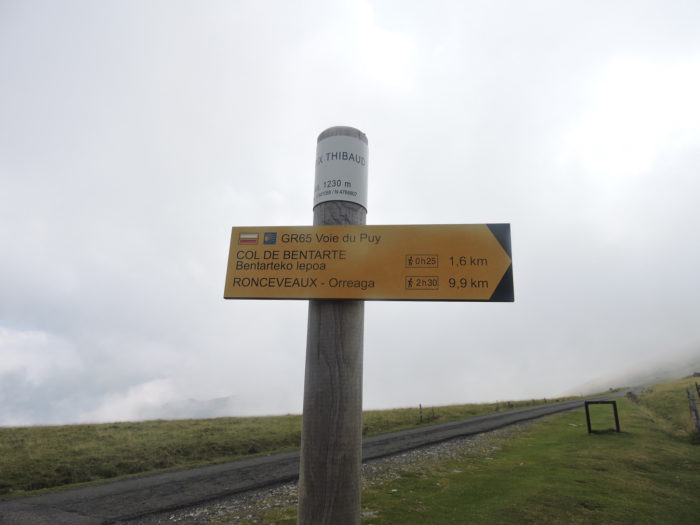 THIBAUD
1230 m
GR65 Voie du Puy
COL DE BENTARTE
Bentarteko lepoa
0h25 1,6 km
RONCEVEAUX - Orreaga
2h30 9,9 km